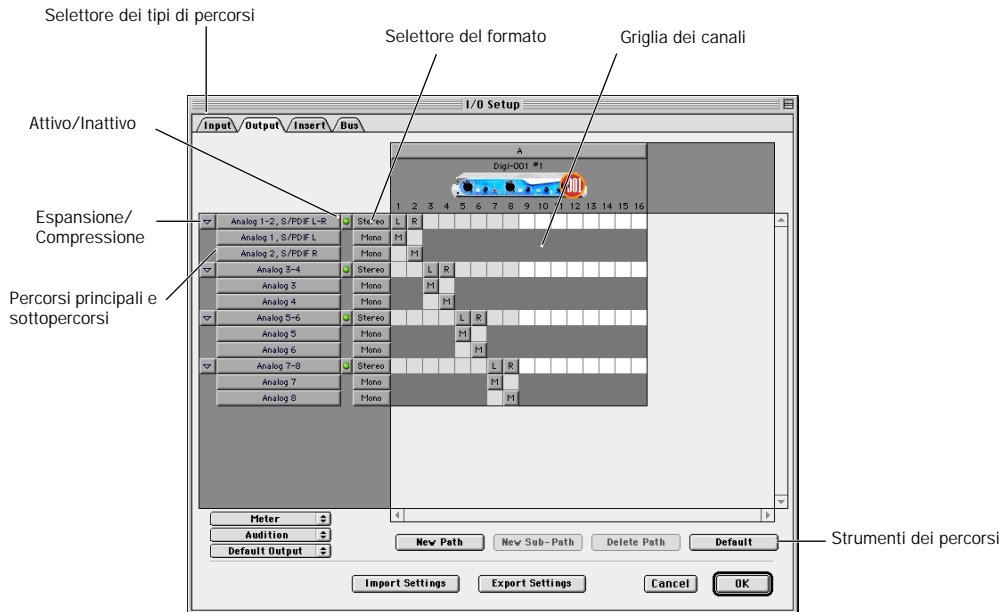 Selettore dei tipi di percorsi
Selettore del formato
Griglia dei canali
I/O Setup
Attivo/Inattivo
Input Output Insert Bus
A
Digi-001 #1
001
1 2 3 4 5 6 7 8 9 10 11 12 13 14 15 16
Espansione/
Compressione
Analog 1-2, S/PDIF L-R Stereo L R
Analog 1, S/PDIF L Mono M
Analog 2, S/PDIF R Mono M
Analog 3-4 Stereo L R
Percorsi principali e
sottopercorsi
Analog 3 Mono M
Analog 4 Mono M
Analog 5-6 Stereo L R
Analog 5 Mono M
Analog 6 Mono M
Analog 7-8 Stereo L R
Analog 7 Mono M
Analog 8 Mono M
Meter
Audition
Default Output
New Path New Sub-Path Delete Path Default
Strumenti dei percorsi
Import Settings Export Settings Cancel OK